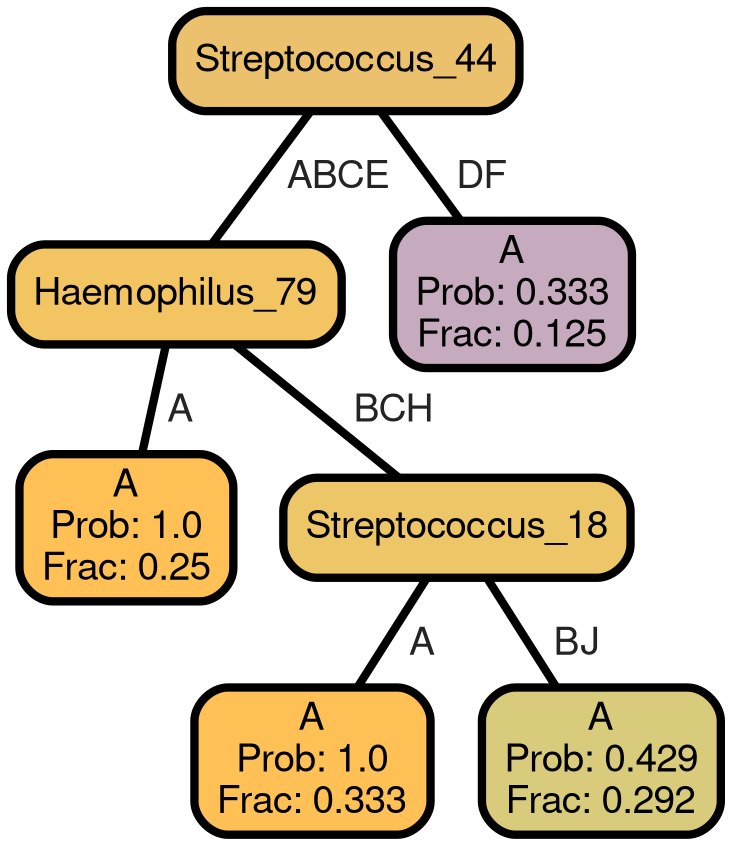 Streptococcus_44
ABCE
DF
Haemophilus_79
A
Prob: 0.333
Frac: 0.125
A
BCH
A
Prob: 1.0
Frac: 0.25
Streptococcus_18
A
BJ
A
Prob: 1.0
Frac: 0.333
A
Prob: 0.429
Frac: 0.292